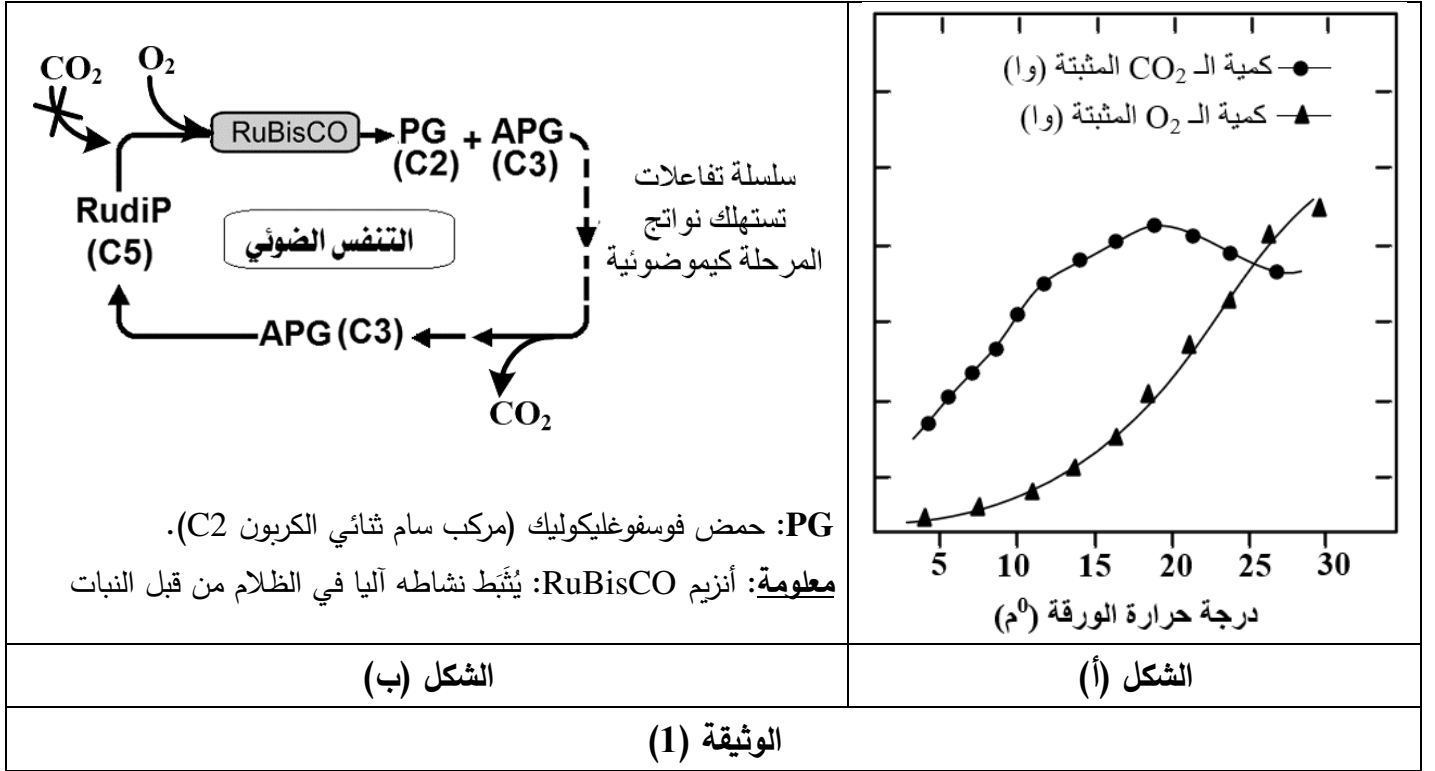 كمية الـ CO₂ المثبتة (وا)
كمية الـ O₂ المثبتة (وا)
5 10 15 20 25 30
درجة حرارة الورقة (⁰م)
الشكل (أ)
CO₂
O₂
RuBisCO
PG + APG
(C2) (C3)
RudiP
(C5)
التنفس الضوئي
سلسلة تفاعلات
تستهلك نواتج
المرحلة كيموضوئية
APG (C3)
CO₂
PG: حمض فوسفوغليكوليك (مركب سام ثنائي الكربون C2).
معلومة: أنزيم RuBisCO: يُثَبَط نشاطه آليا في الظلام من قبل النبات
الشكل (ب)
الوثيقة (1)